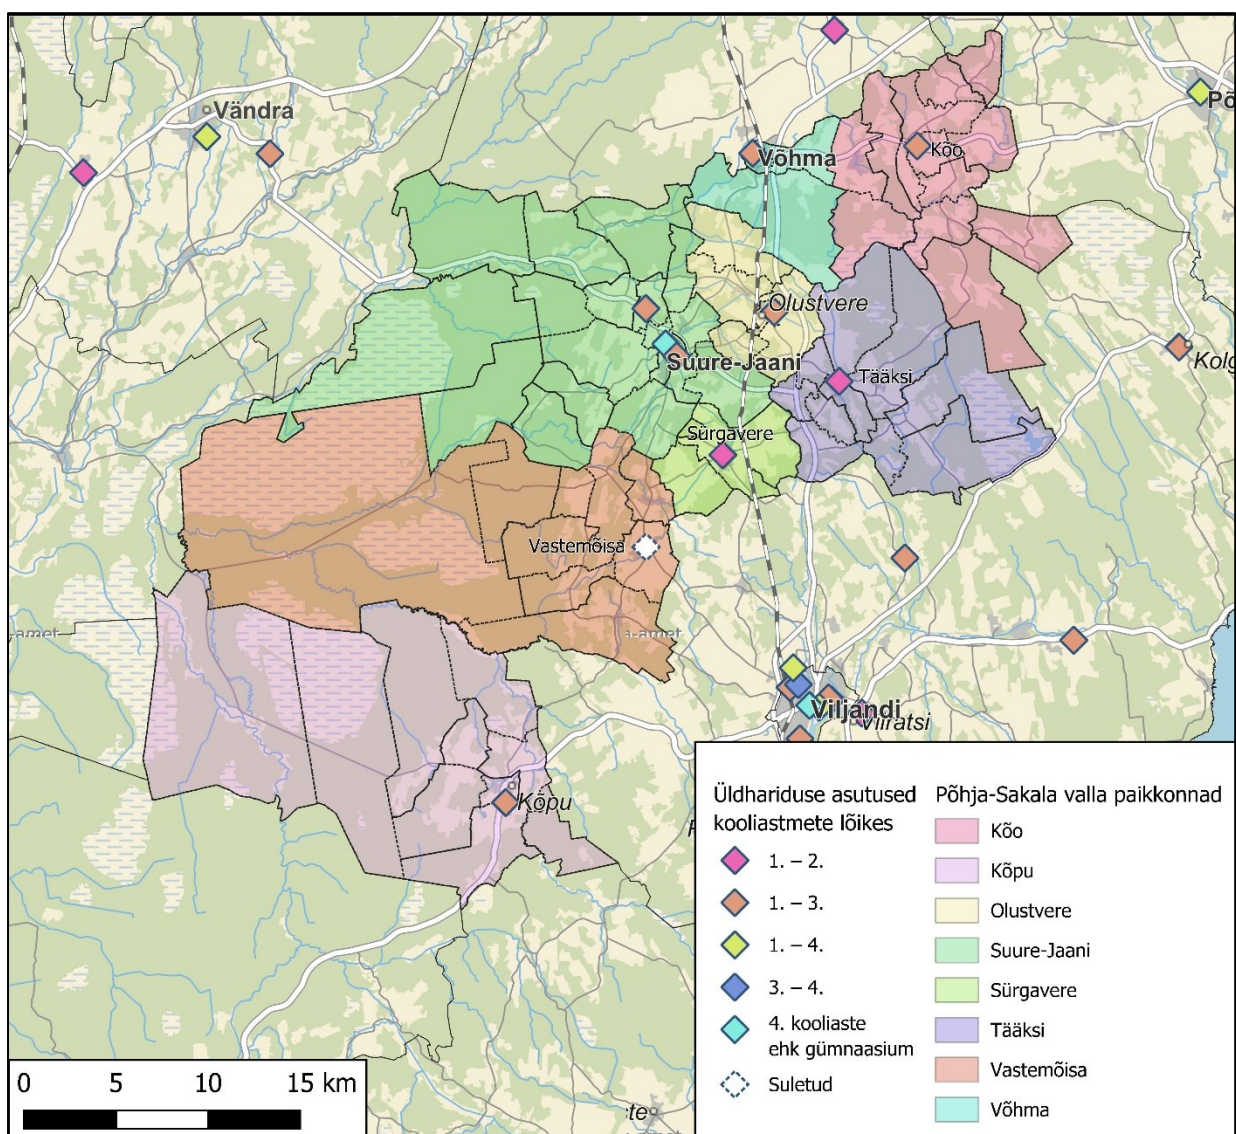 Vändra
Põ
Võhma
Kõo
Olustvere
Kolg
Suure-Jaani
Tääksi
Sürgavere
Vastemõisa
-amet
a-amet
Viljandi
Viiratsi
Kõpu
te
Üldhariduse asutused
kooliastmete lõikes
1. – 2.
1. – 3.
1. – 4.
3. – 4.
4. kooliaste
ehk gümnaasium
Suletud
Põhja-Sakala valla paikkonnad
Kõo
Kõpu
Olustvere
Suure-Jaani
Sürgavere
Tääksi
Vastemõisa
Võhma
0 5 10 15 km